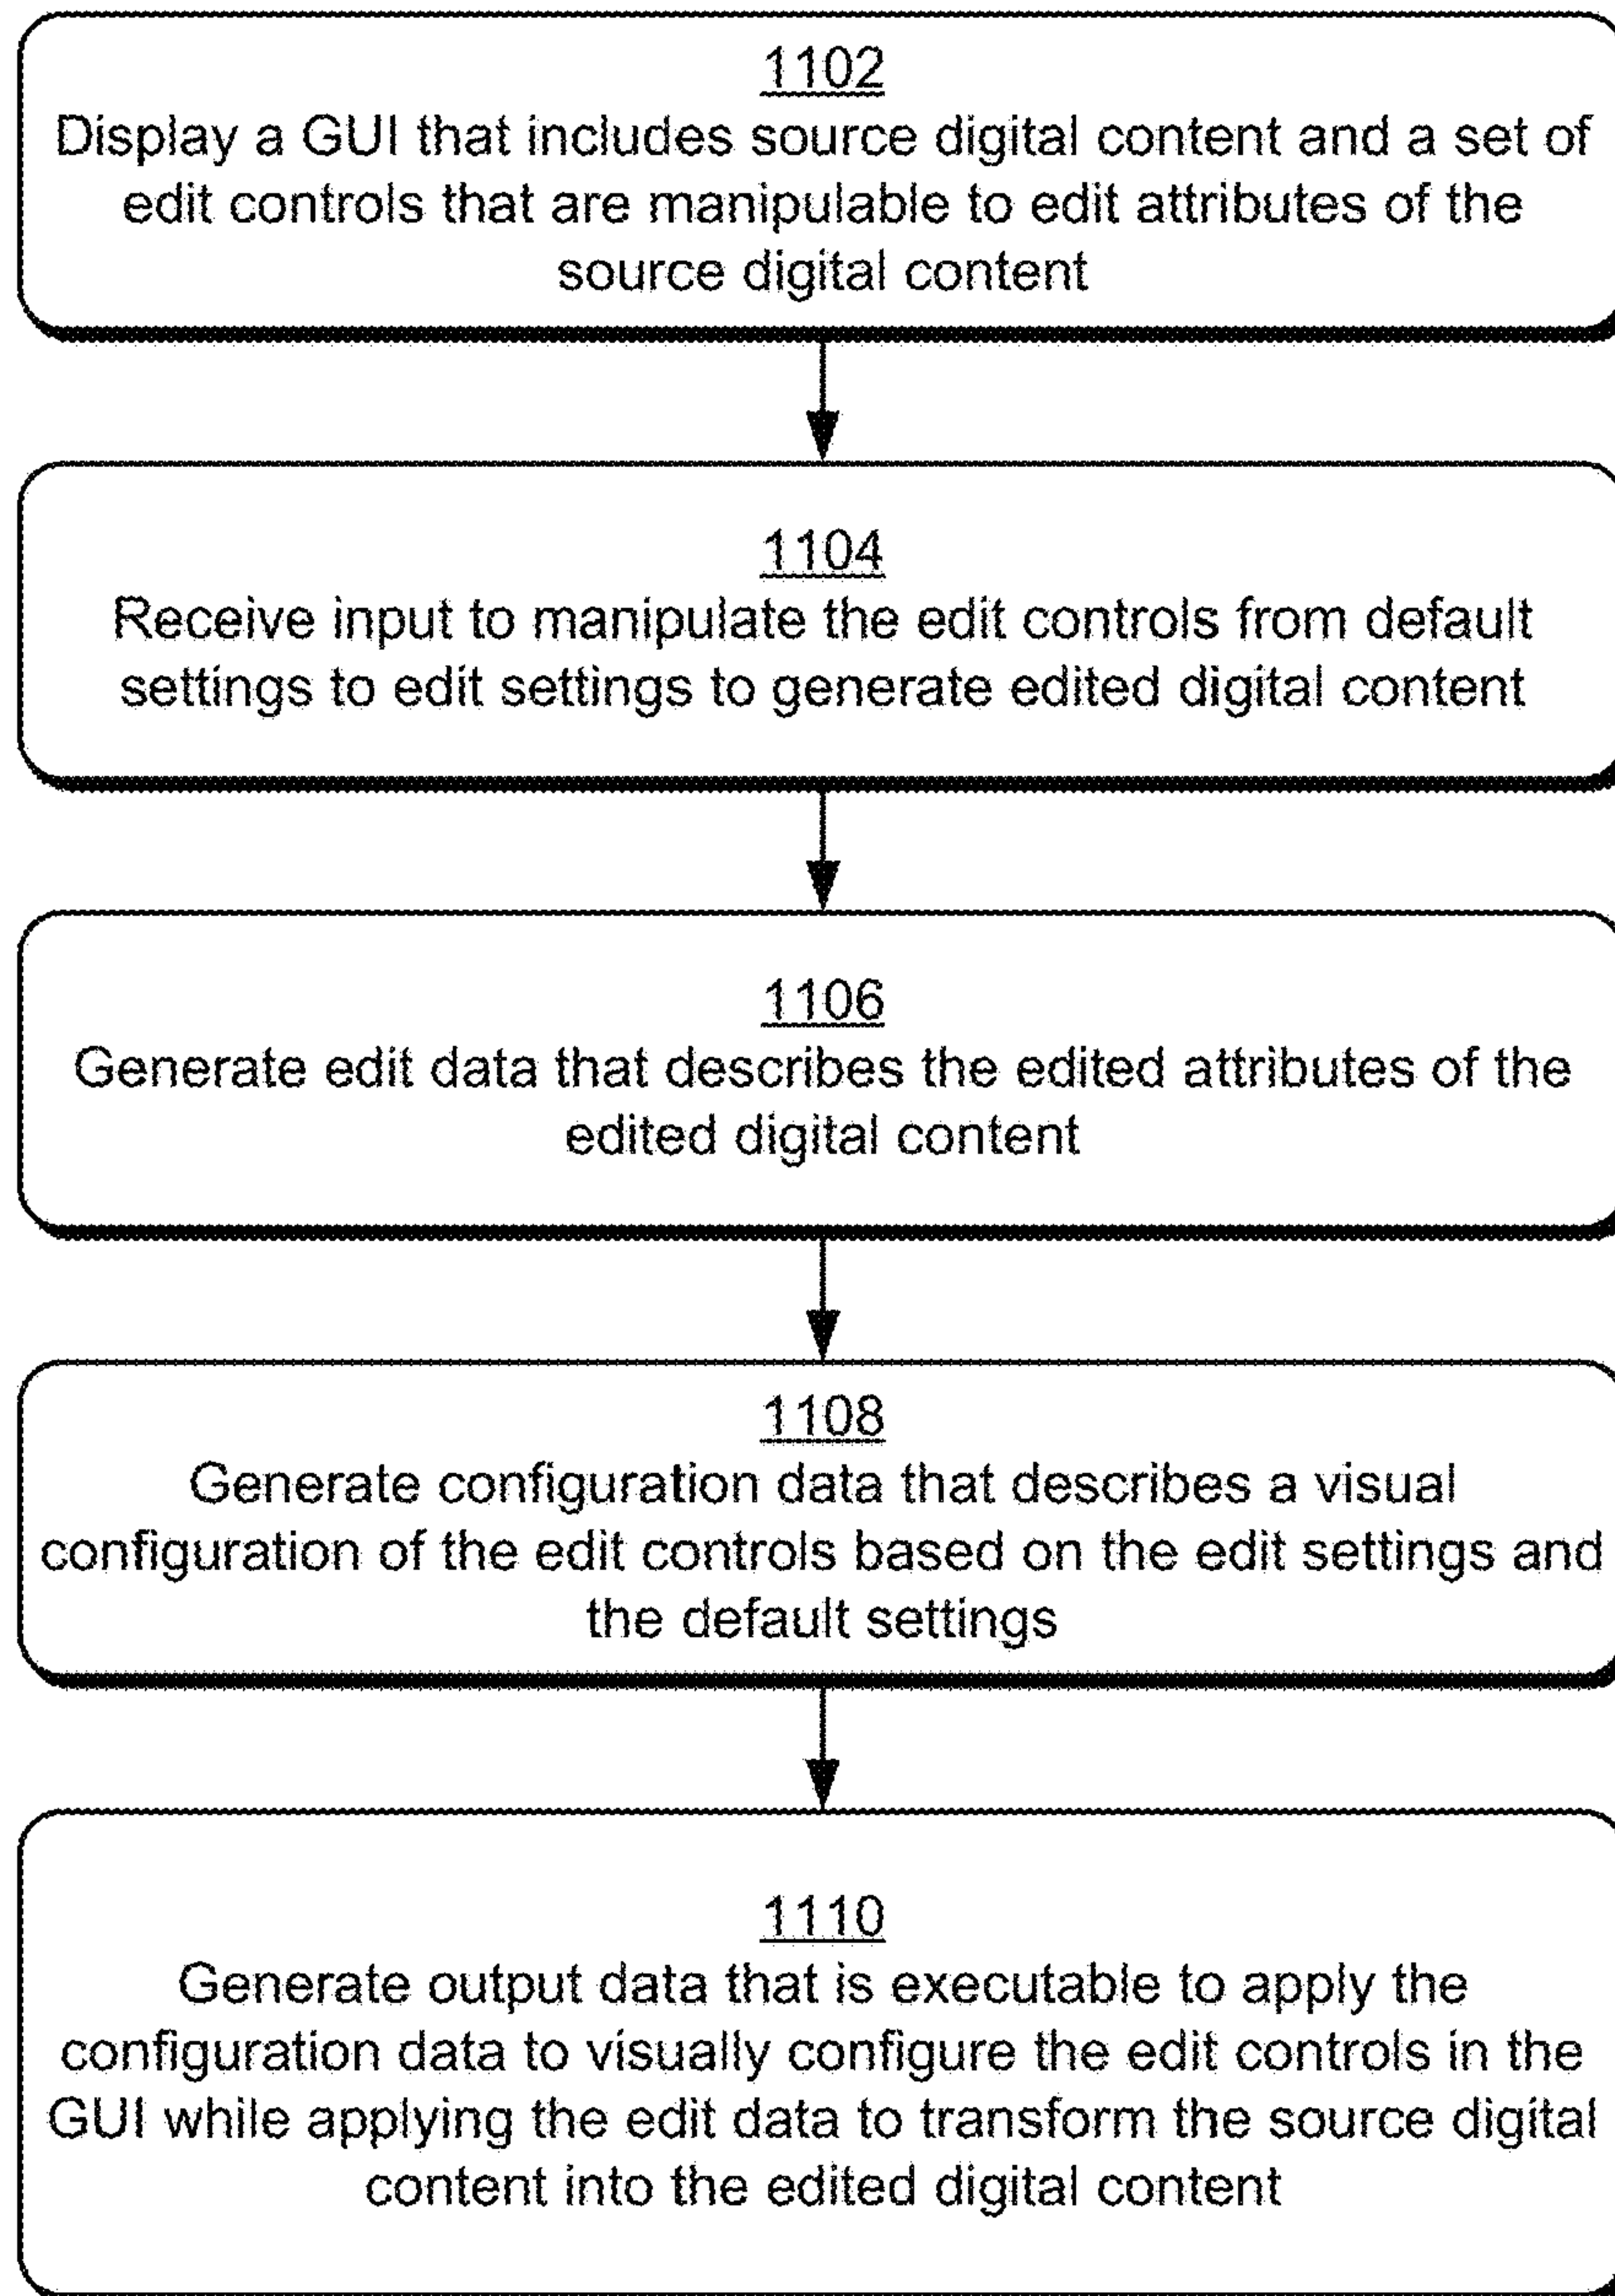 1102
Display a GUI that includes source digital content and a set of
edit controls that are manipulable to edit attributes of the
source digital content
1104
Receive input to manipulate the edit controls from default
settings to edit settings to generate edited digital content
1106
Generate edit data that describes the edited attributes of the
edited digital content
1108
Generate configuration data that describes a visual
configuration of the edit controls based on the edit settings and
the default settings
1110
Generate output data that is executable to apply the
configuration data to visually configure the edit controls in the
GUI while applying the edit data to transform the source digital
content into the edited digital content